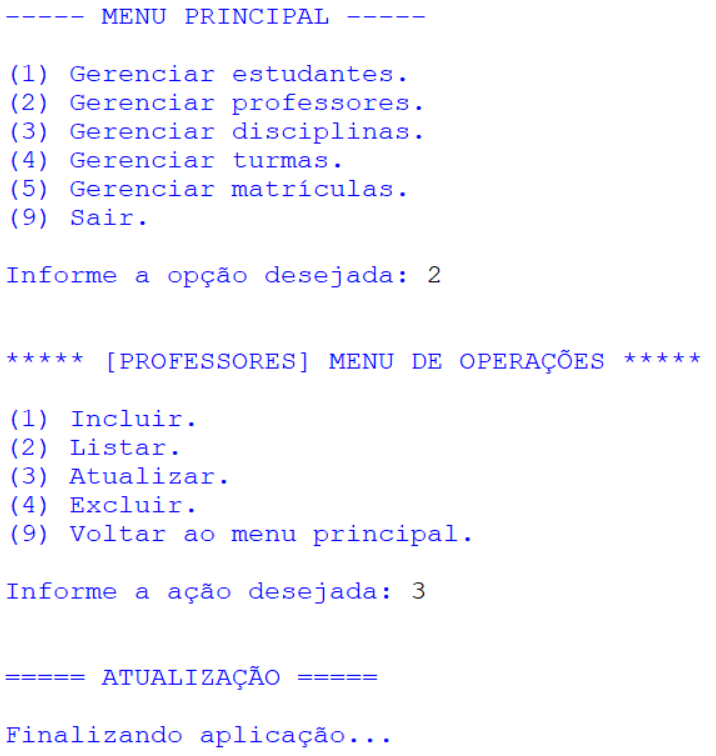 ----- MENU PRINCIPAL -----
(1) Gerenciar estudantes.
(2) Gerenciar professores.
(3) Gerenciar disciplinas.
(4) Gerenciar turmas.
(5) Gerenciar matrículas.
(9) Sair.
Informe a opção desejada: 2
***** [PROFESSORES] MENU DE OPERAÇÕES *****
(1) Incluir.
(2) Listar.
(3) Atualizar.
(4) Excluir.
(9) Voltar ao menu principal.
Informe a ação desejada: 3
===== ATUALIZAÇÃO =====
Finalizando aplicação...